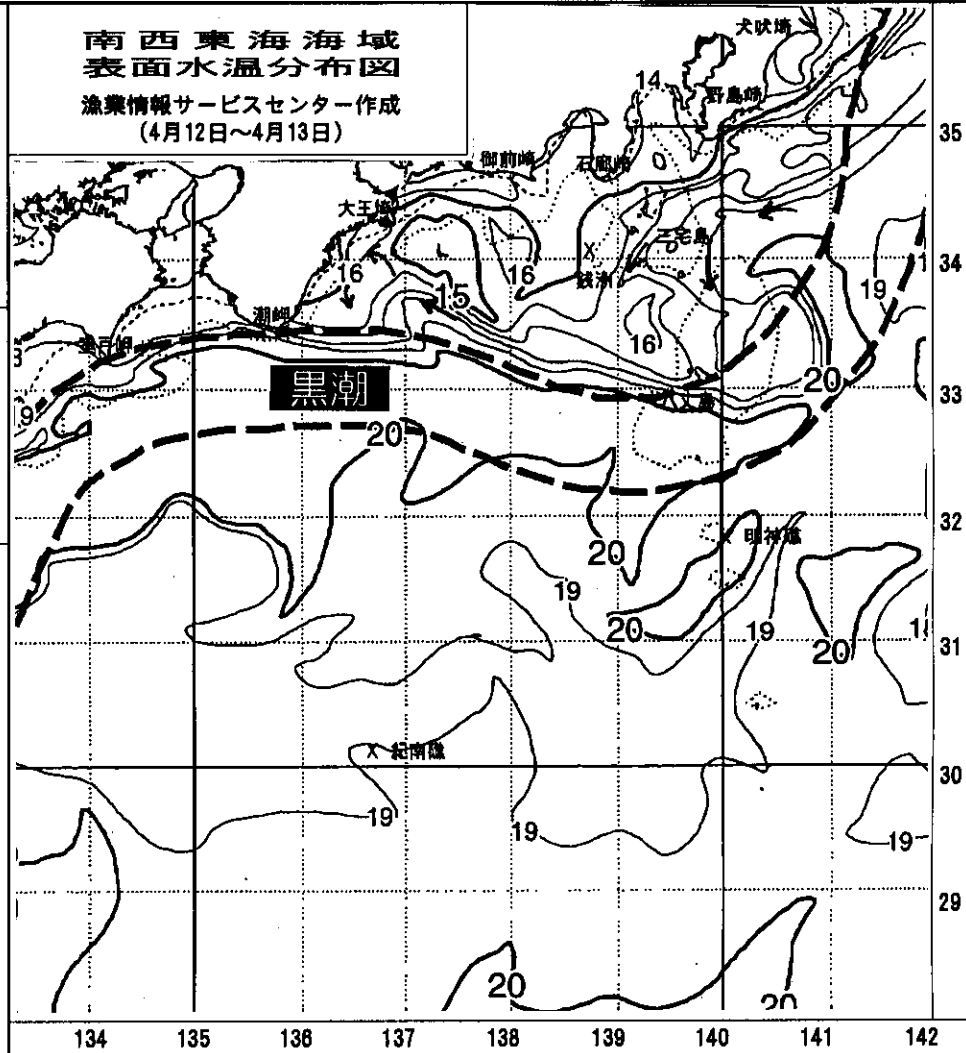 南西東海海域
表面水温分布図
漁業情報サービスセンター作成
(4月12日～4月13日)
犬吠埼
14
野島崎
35
御前崎
石廊崎
大王埼
L
L
L
三宅島
16
X
16
34
銭洲
19
15
潮岬
16
室戸岬
20
33
黒潮
八丈島
9
20
32
20
明神礁
19
20
19
20
31
X 紀南礁
30
19
19
19
29
20
20
134
135
136
137
138
139
140
141
142